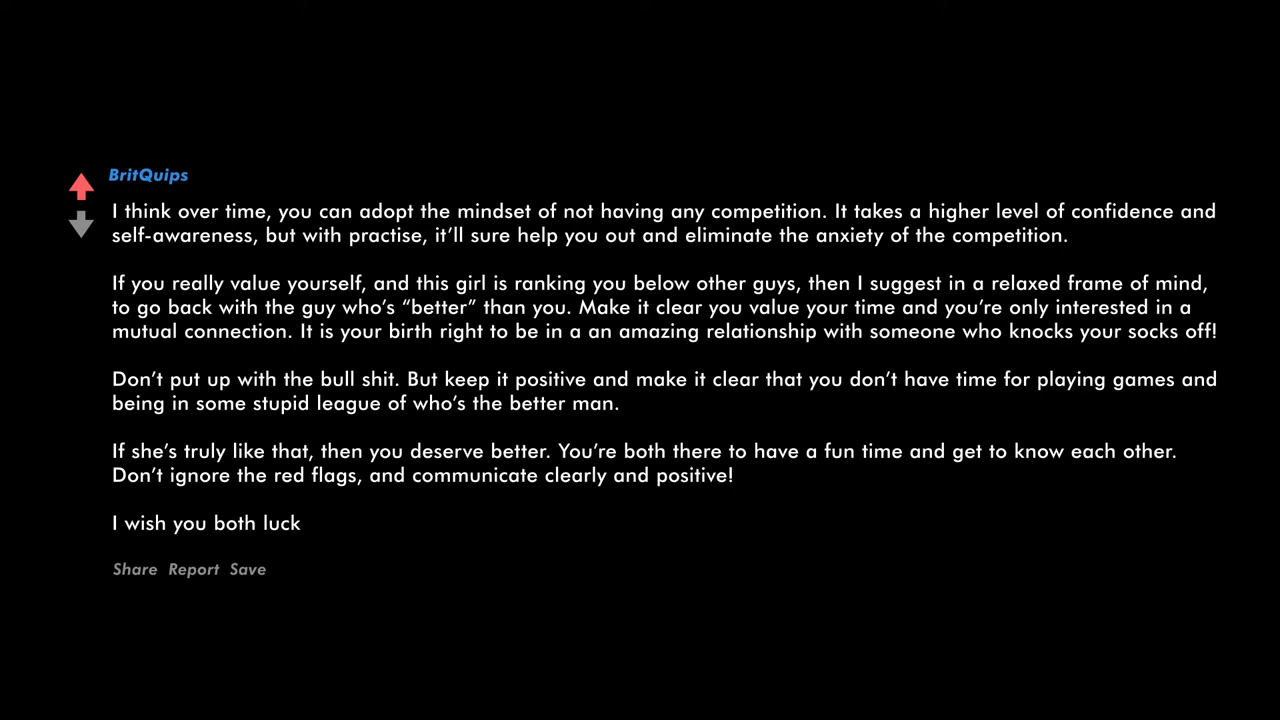 BritQuips
I think over time, you can adopt the mindset of not having any competition. It takes a higher level of confidence and
self-awareness, but with practise, it’ll sure help you out and eliminate the anxiety of the competition.
If you really value yourself, and this girl is ranking you below other guys, then I suggest in a relaxed frame of mind,
to go back with the guy who’s “better” than you. Make it clear you value your time and you’re only interested in a
mutual connection. It is your birth right to be in a an amazing relationship with someone who knocks your socks off!
Don’t put up with the bull shit. But keep it positive and make it clear that you don’t have time for playing games and
being in some stupid league of who’s the better man.
If she’s truly like that, then you deserve better. You’re both there to have a fun time and get to know each other.
Don’t ignore the red flags, and communicate clearly and positive!
I wish you both luck
Share Report Save